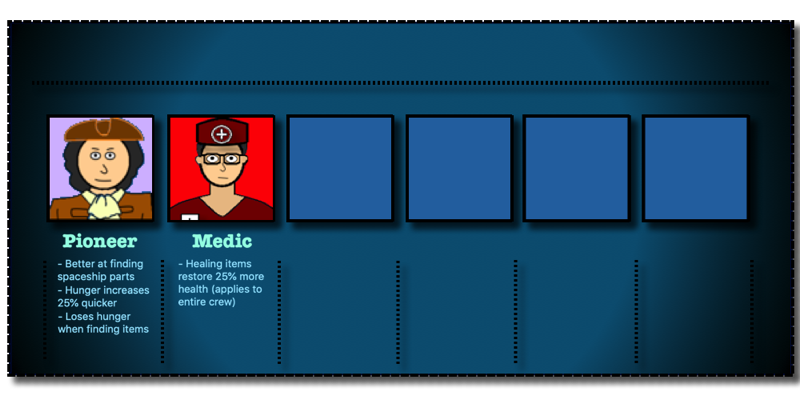 Pioneer
- Better at finding
spaceship parts
- Hunger increases
25% quicker
- Loses hunger
when finding items
Medic
- Healing items
restore 25% more
health (applies to
entire crew)